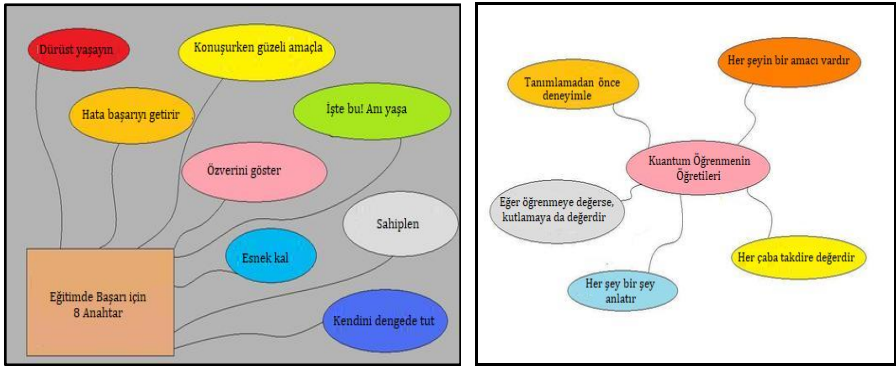 Dürüst yaşayın
Konuşurken güzeli amaçla
Hata başarıyı getirir
İşte bu! Anı yaşa
Özverini göster
Sahiplen
Esnek kal
Eğitimde Başarı için
8 Anahtar
Kendini dengede tut
Her şeyin bir amacı vardır
Tanımlamadan önce
deneyimle
Kuantum Öğrenmenin
Öğretileri
Eğer öğrenmeye değerse,
kutlamaya da değerdir
Her çaba takdire değerdir
Her şey bir şey
anlatır